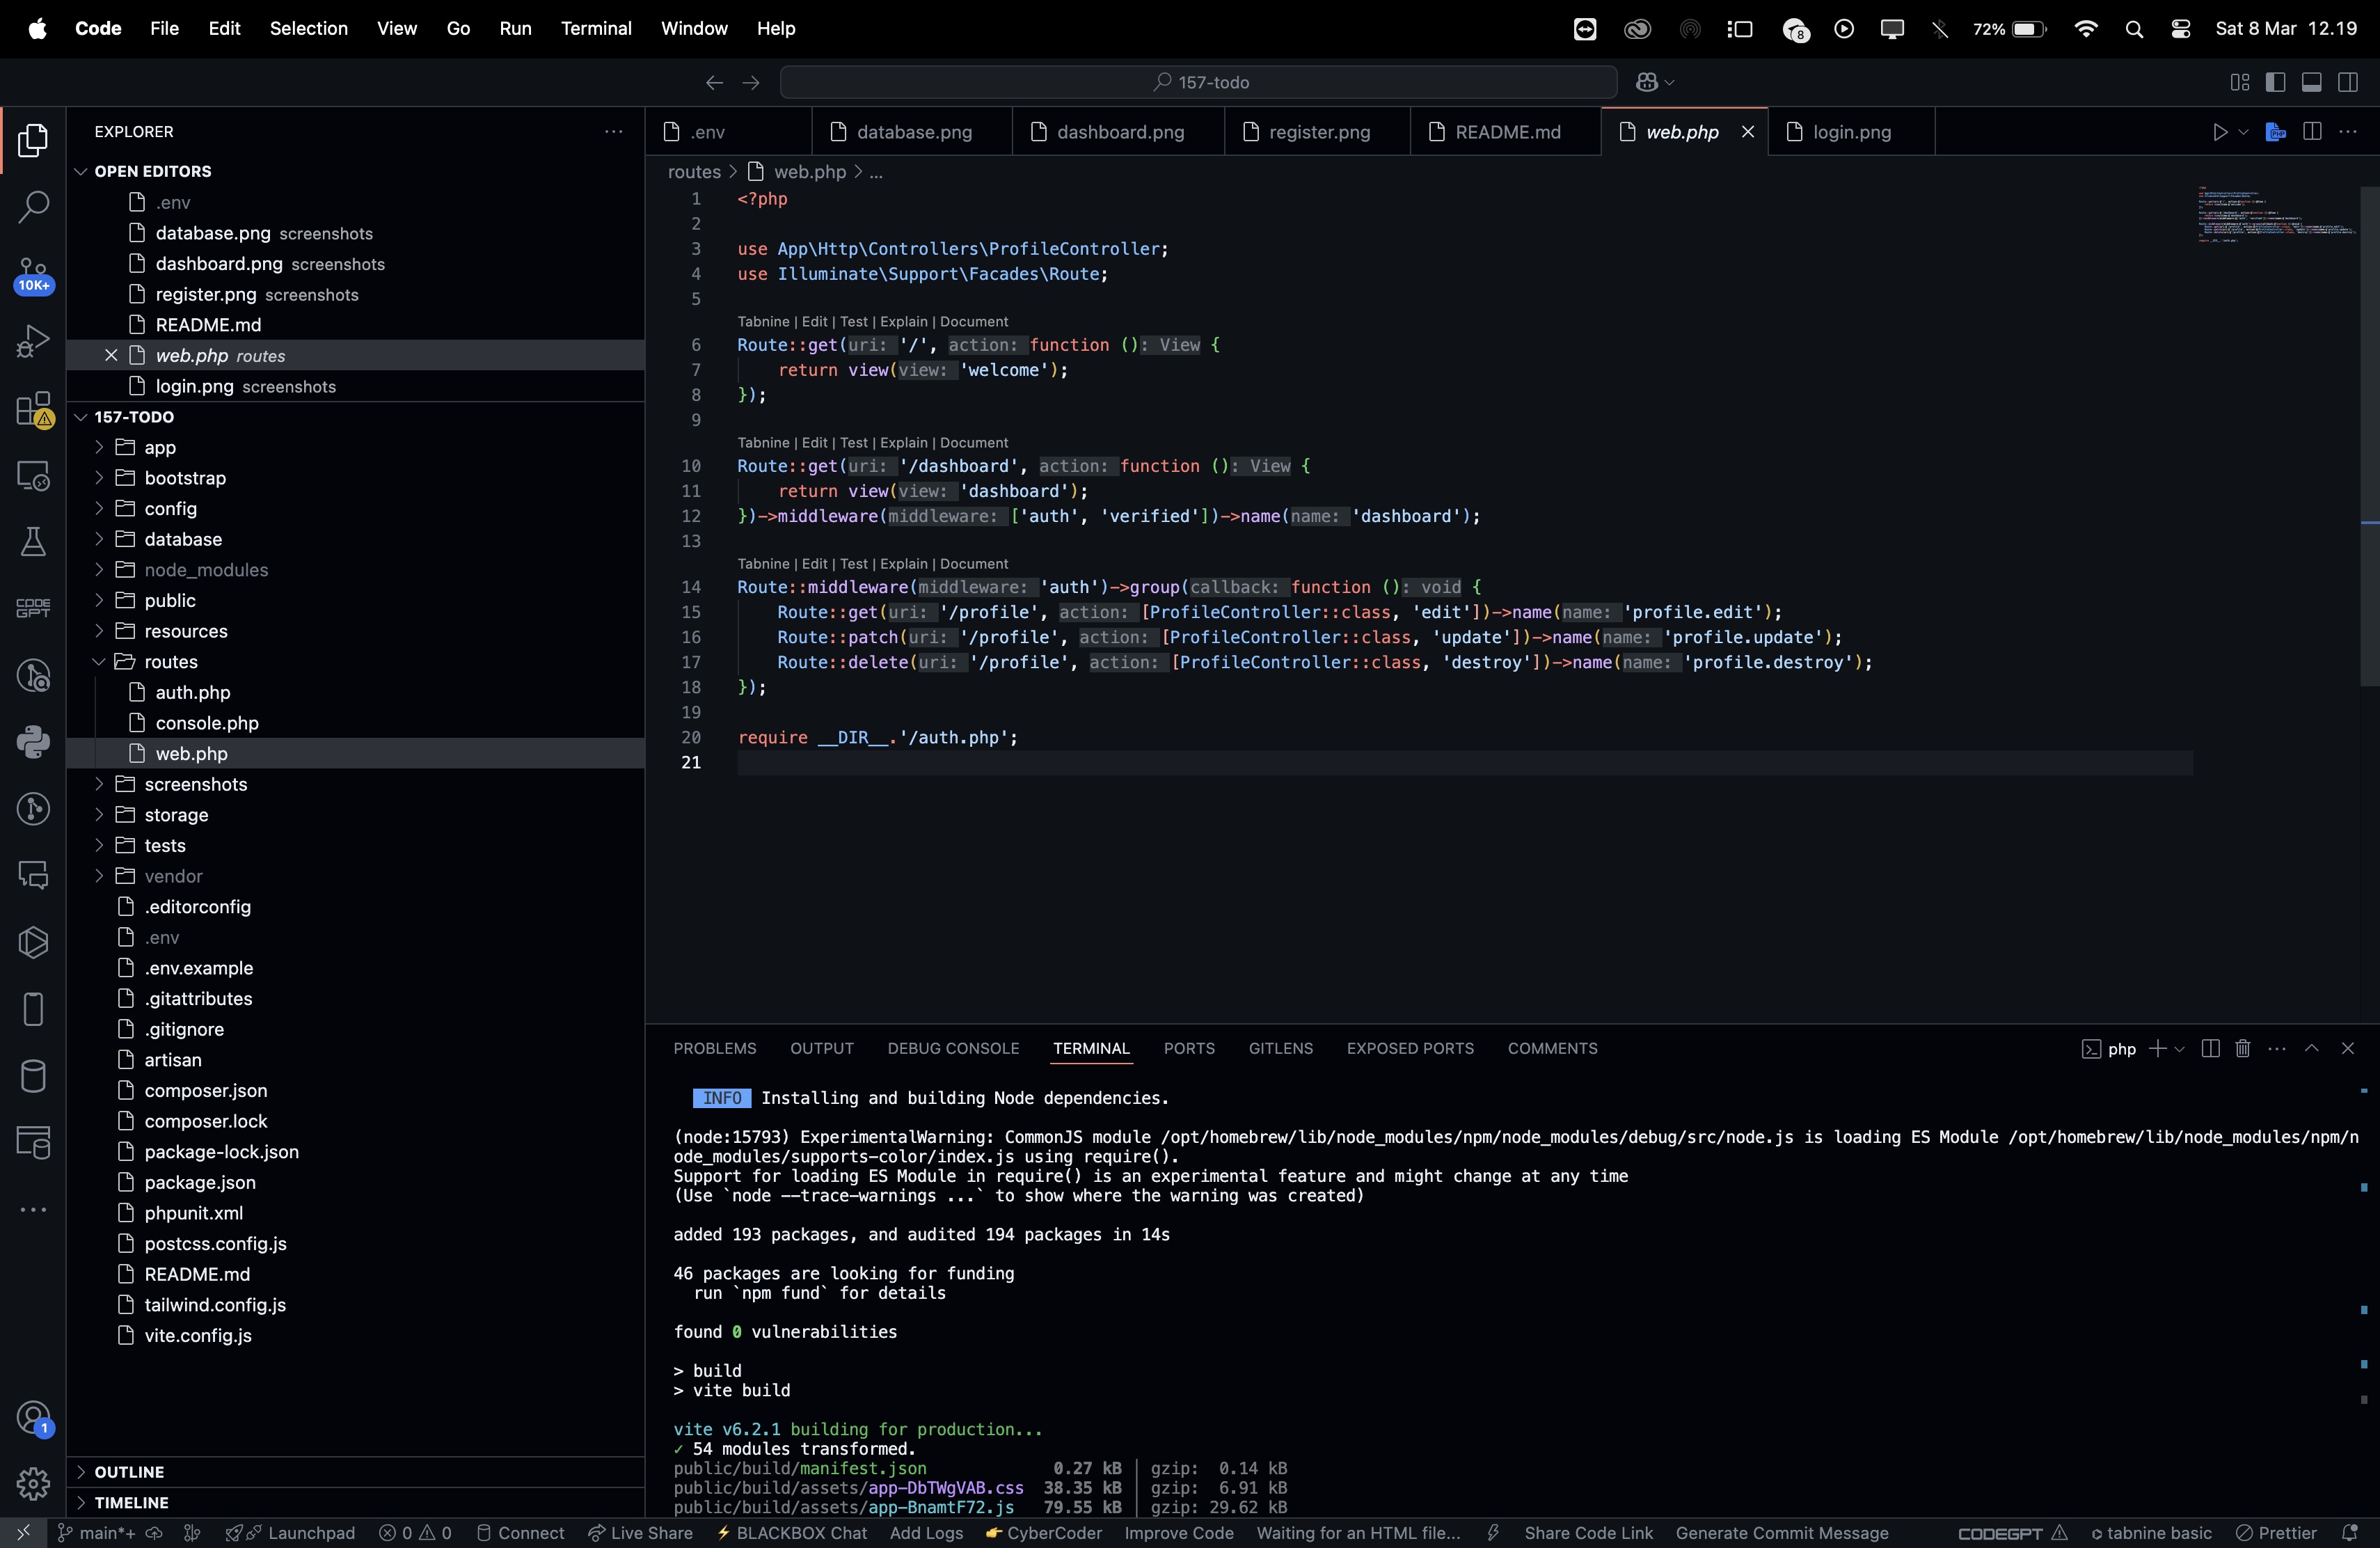 Code File Edit Selection View Go Run Terminal Window Help 8 72% Sat 8 Mar 12.19
157-todo
EXPLORER
OPEN EDITORS
.env
database.png screenshots
dashboard.png screenshots
register.png screenshots
README.md
web.php routes
login.png screenshots
157-TODO
app
bootstrap
config
database
node_modules
public
resources
routes
auth.php
console.php
web.php
screenshots
storage
tests
vendor
.editorconfig
.env
.env.example
.gitattributes
.gitignore
artisan
composer.json
composer.lock
package-lock.json
package.json
phpunit.xml
postcss.config.js
README.md
tailwind.config.js
vite.config.js
OUTLINE
TIMELINE
10K+
CODE
GPT
1
.env database.png dashboard.png register.png README.md web.php login.png
PHP
routes > web.php > ...
1 <?php
2
3 use App\Http\Controllers\ProfileController;
4 use Illuminate\Support\Facades\Route;
5
Tabnine | Edit | Test | Explain | Document
6 Route::get(uri: '/', action: function (): View {
7 return view(view: 'welcome');
8 });
9
Tabnine | Edit | Test | Explain | Document
10 Route::get(uri: '/dashboard', action: function (): View {
11 return view(view: 'dashboard');
12 })->middleware(middleware: ['auth', 'verified'])->name(name: 'dashboard');
13
Tabnine | Edit | Test | Explain | Document
14 Route::middleware(middleware: 'auth')->group(callback: function (): void {
15 Route::get(uri: '/profile', action: [ProfileController::class, 'edit'])->name(name: 'profile.edit');
16 Route::patch(uri: '/profile', action: [ProfileController::class, 'update'])->name(name: 'profile.update');
17 Route::delete(uri: '/profile', action: [ProfileController::class, 'destroy'])->name(name: 'profile.destroy');
18 });
19
20 require __DIR__.'/auth.php';
21
PROBLEMS OUTPUT DEBUG CONSOLE TERMINAL PORTS GITLENS EXPOSED PORTS COMMENTS php
INFO Installing and building Node dependencies.
(node:15793) ExperimentalWarning: CommonJS module /opt/homebrew/lib/node_modules/npm/node_modules/debug/src/node.js is loading ES Module /opt/homebrew/lib/node_modules/npm/n
ode_modules/supports-color/index.js using require().
Support for loading ES Module in require() is an experimental feature and might change at any time
(Use `node --trace-warnings ...` to show where the warning was created)
added 193 packages, and audited 194 packages in 14s
46 packages are looking for funding
run `npm fund` for details
found 0 vulnerabilities
> build
> vite build
vite v6.2.1 building for production...
✓ 54 modules transformed.
public/build/manifest.json 0.27 kB │ gzip: 0.14 kB
public/build/assets/app-DbTWgVAB.css 38.35 kB │ gzip: 6.91 kB
public/build/assets/app-BnamtF72.js 79.55 kB │ gzip: 29.62 kB
main*+ Launchpad 0 0 Connect Live Share BLACKBOX Chat Add Logs CyberCoder Improve Code Waiting for an HTML file... Share Code Link Generate Commit Message CODEGPT tabnine basic Prettier